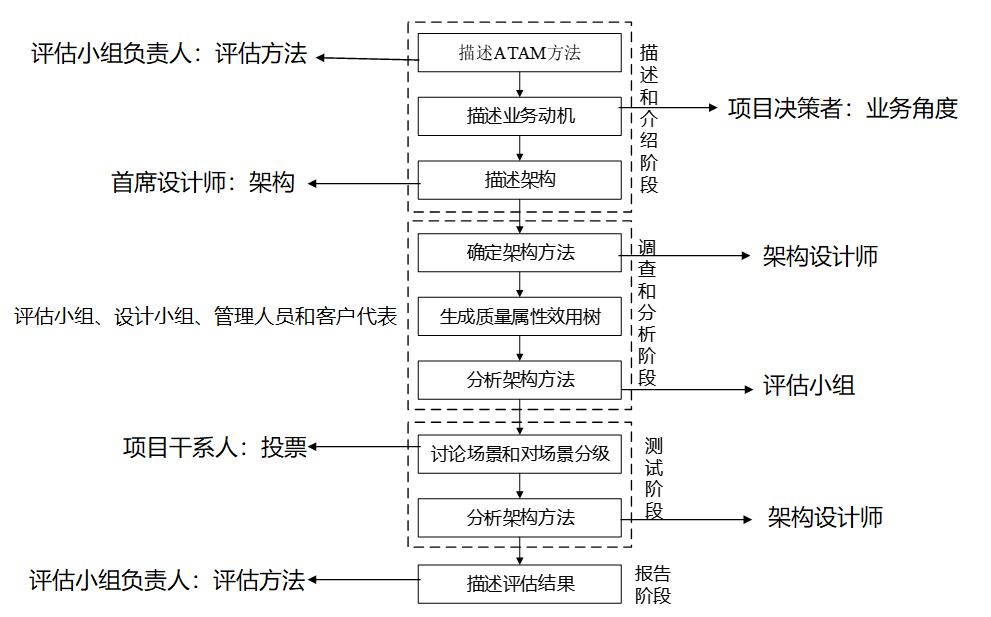 描述ATAM方法
评估小组负责人：评估方法
描述业务动机
项目决策者：业务角度
描述架构
首席设计师：架构
描述和介绍阶段
确定架构方法
架构设计师
评估小组、设计小组、管理人员和客户代表
生成质量属性效用树
分析架构方法
评估小组
调查和分析阶段
项目干系人：投票
讨论场景和对场景分级
分析架构方法
架构设计师
测试阶段
评估小组负责人：评估方法
描述评估结果
报告
阶段